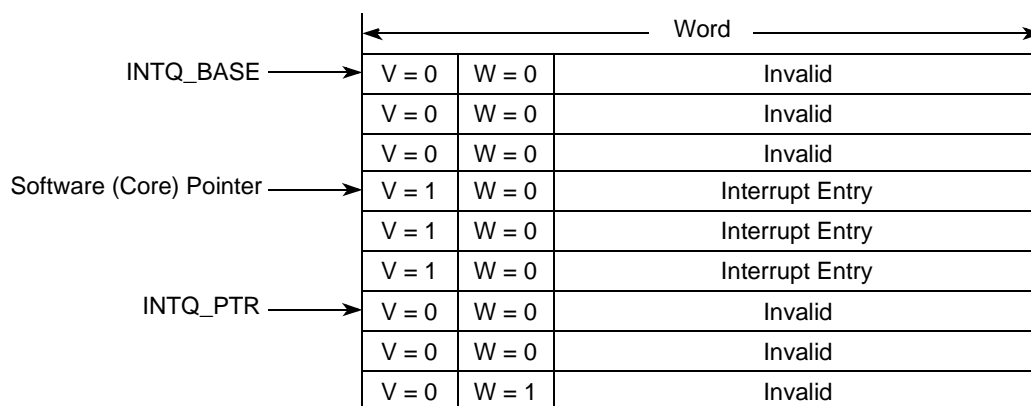 Word
INTQ_BASE V = 0 W = 0 Invalid
V = 0 W = 0 Invalid
V = 0 W = 0 Invalid
Software (Core) Pointer V = 1 W = 0 Interrupt Entry
V = 1 W = 0 Interrupt Entry
V = 1 W = 0 Interrupt Entry
INTQ_PTR V = 0 W = 0 Invalid
V = 0 W = 0 Invalid
V = 0 W = 1 Invalid